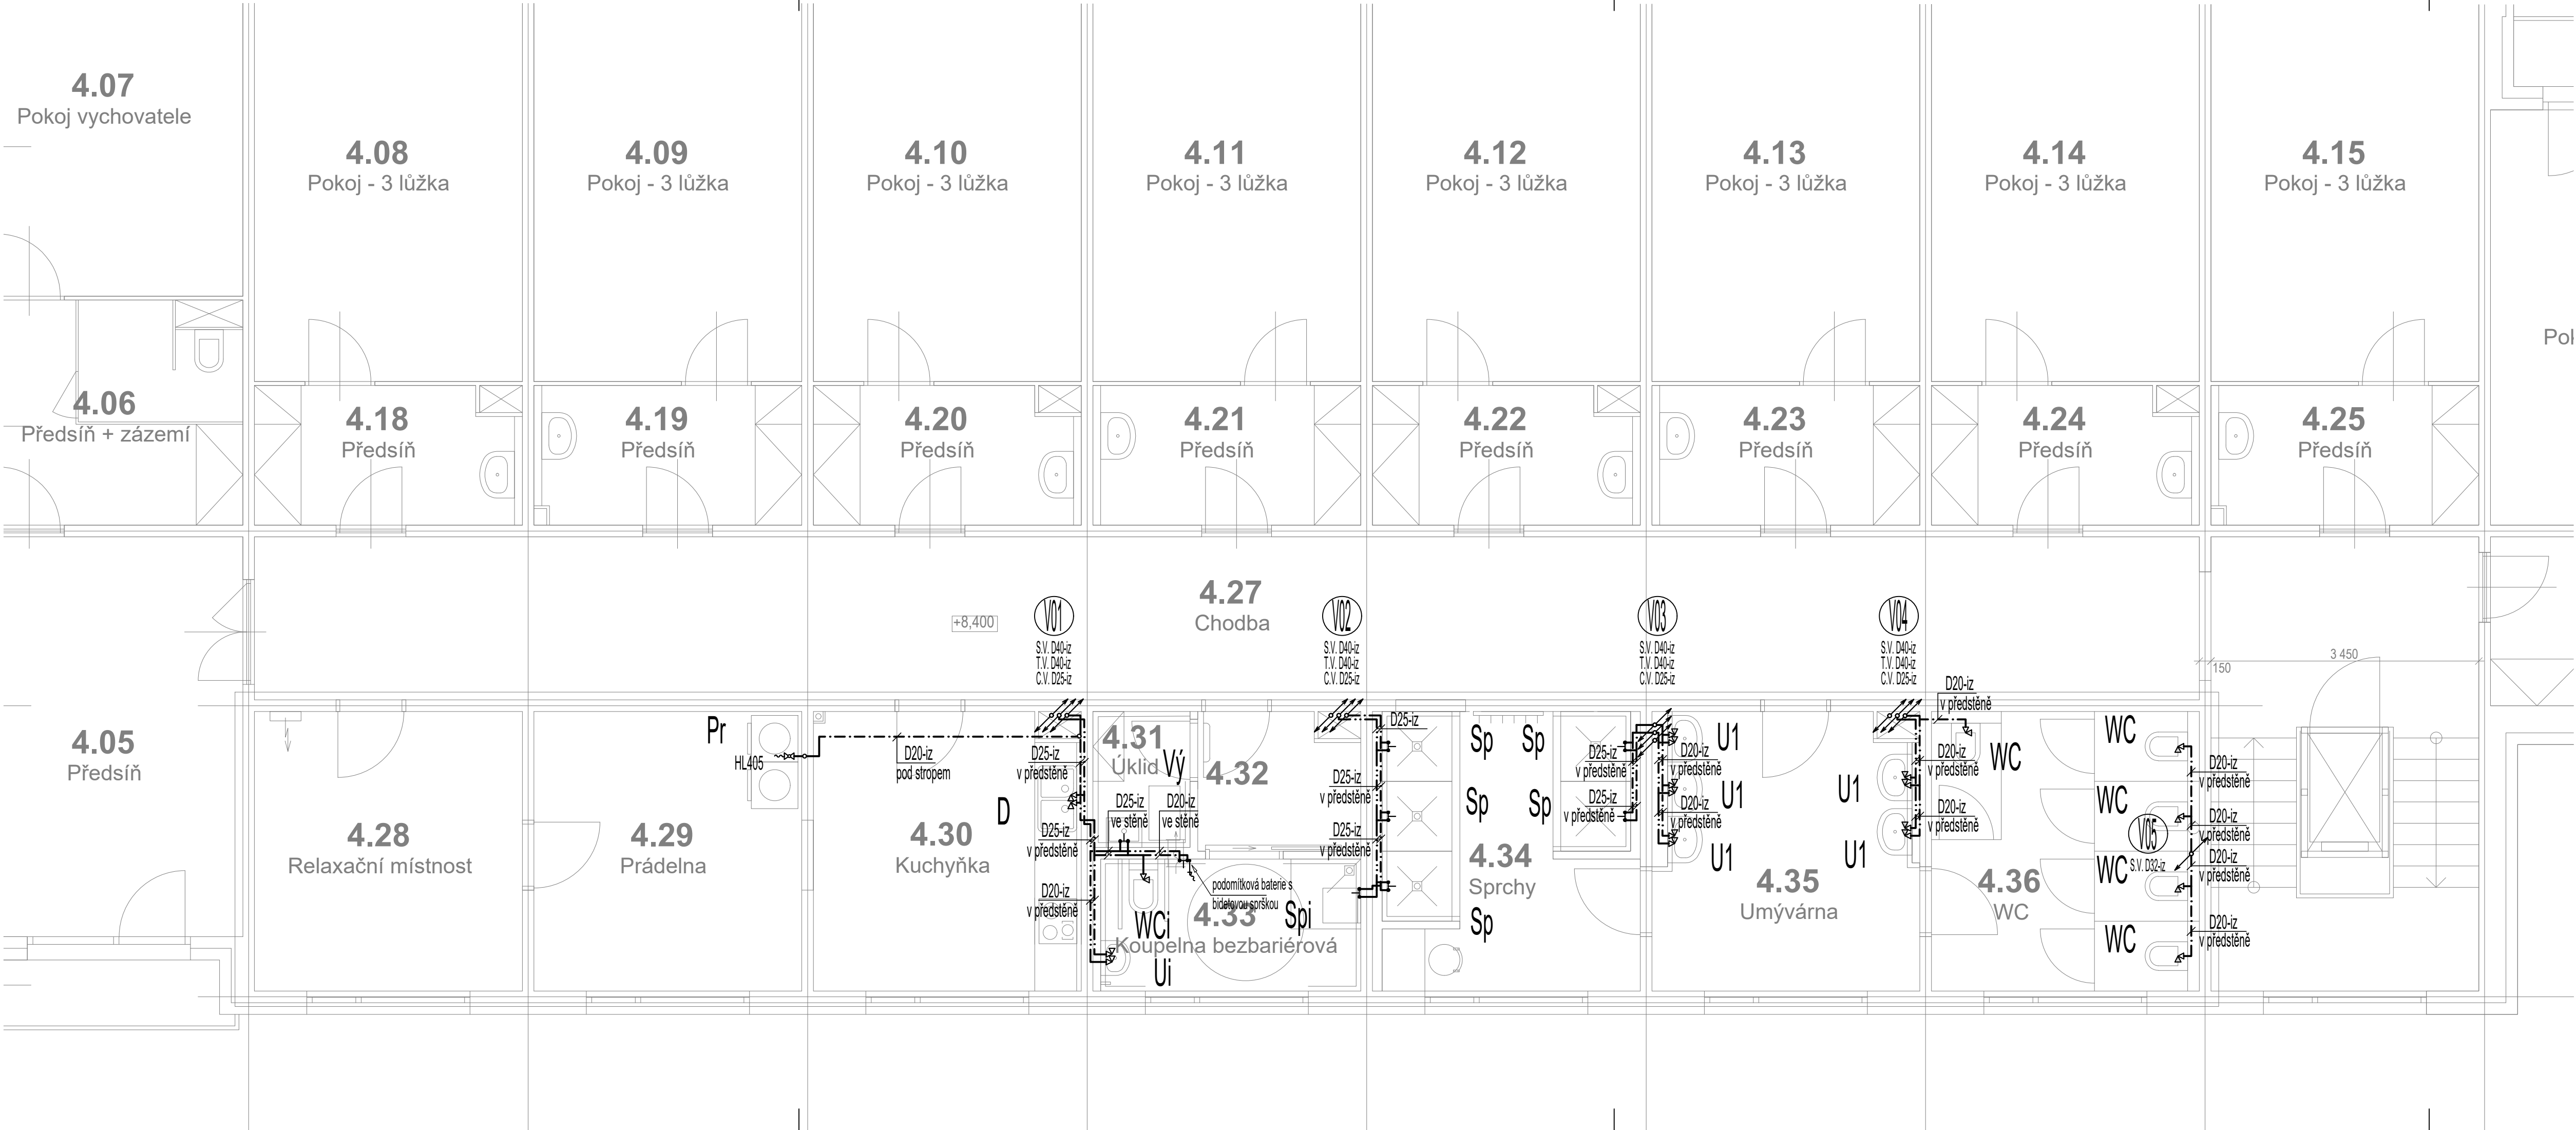 4.07
Pokoj vychovatele
4.08
Pokoj - 3 lůžka
4.09
Pokoj - 3 lůžka
4.10
Pokoj - 3 lůžka
4.11
Pokoj - 3 lůžka
4.12
Pokoj - 3 lůžka
4.13
Pokoj - 3 lůžka
4.14
Pokoj - 3 lůžka
4.15
Pokoj - 3 lůžka
4.06
Předsíň + zázemí
4.18
Předsíň
4.19
Předsíň
4.20
Předsíň
4.21
Předsíň
4.22
Předsíň
4.23
Předsíň
4.24
Předsíň
4.25
Předsíň
4.27
Chodba
+8,400
V01
S.V. D40-iz
T.V. D40-iz
C.V. D25-iz
V02
S.V. D40-iz
T.V. D40-iz
C.V. D25-iz
V03
S.V. D40-iz
T.V. D40-iz
C.V. D25-iz
V04
S.V. D40-iz
T.V. D40-iz
C.V. D25-iz
3 450
150
4.05
Předsíň
4.28
Relaxační místnost
4.29
Prádelna
Pr
HL405
D20-iz
pod stropem
4.30
Kuchyňka
D
D25-iz
v předstěně
D25-iz
v předstěně
D20-iz
v předstěně
4.31
Úklid
Vý
D25-iz
ve stěně
D20-iz
ve stěně
4.32
podomítková baterie s
bidetovou sprškou
4.33
Koupelna bezbariérová
WCi
Ui
Spi
D25-iz
D25-iz
v předstěně
D25-iz
v předstěně
Sp
Sp
Sp
Sp
Sp
4.34
Sprchy
D25-iz
v předstěně
D25-iz
v předstěně
D20-iz
v předstěně
D20-iz
v předstěně
U1
U1
U1
4.35
Umývárna
U1
U1
D20-iz
v předstěně
D20-iz
v předstěně
D20-iz
v předstěně
WC
4.36
WC
WC
WC
WC
WC
V05
S.V. D32-iz
D20-iz
v předstěně
D20-iz
v předstěně
D20-iz
v předstěně
D20-iz
v předstěně